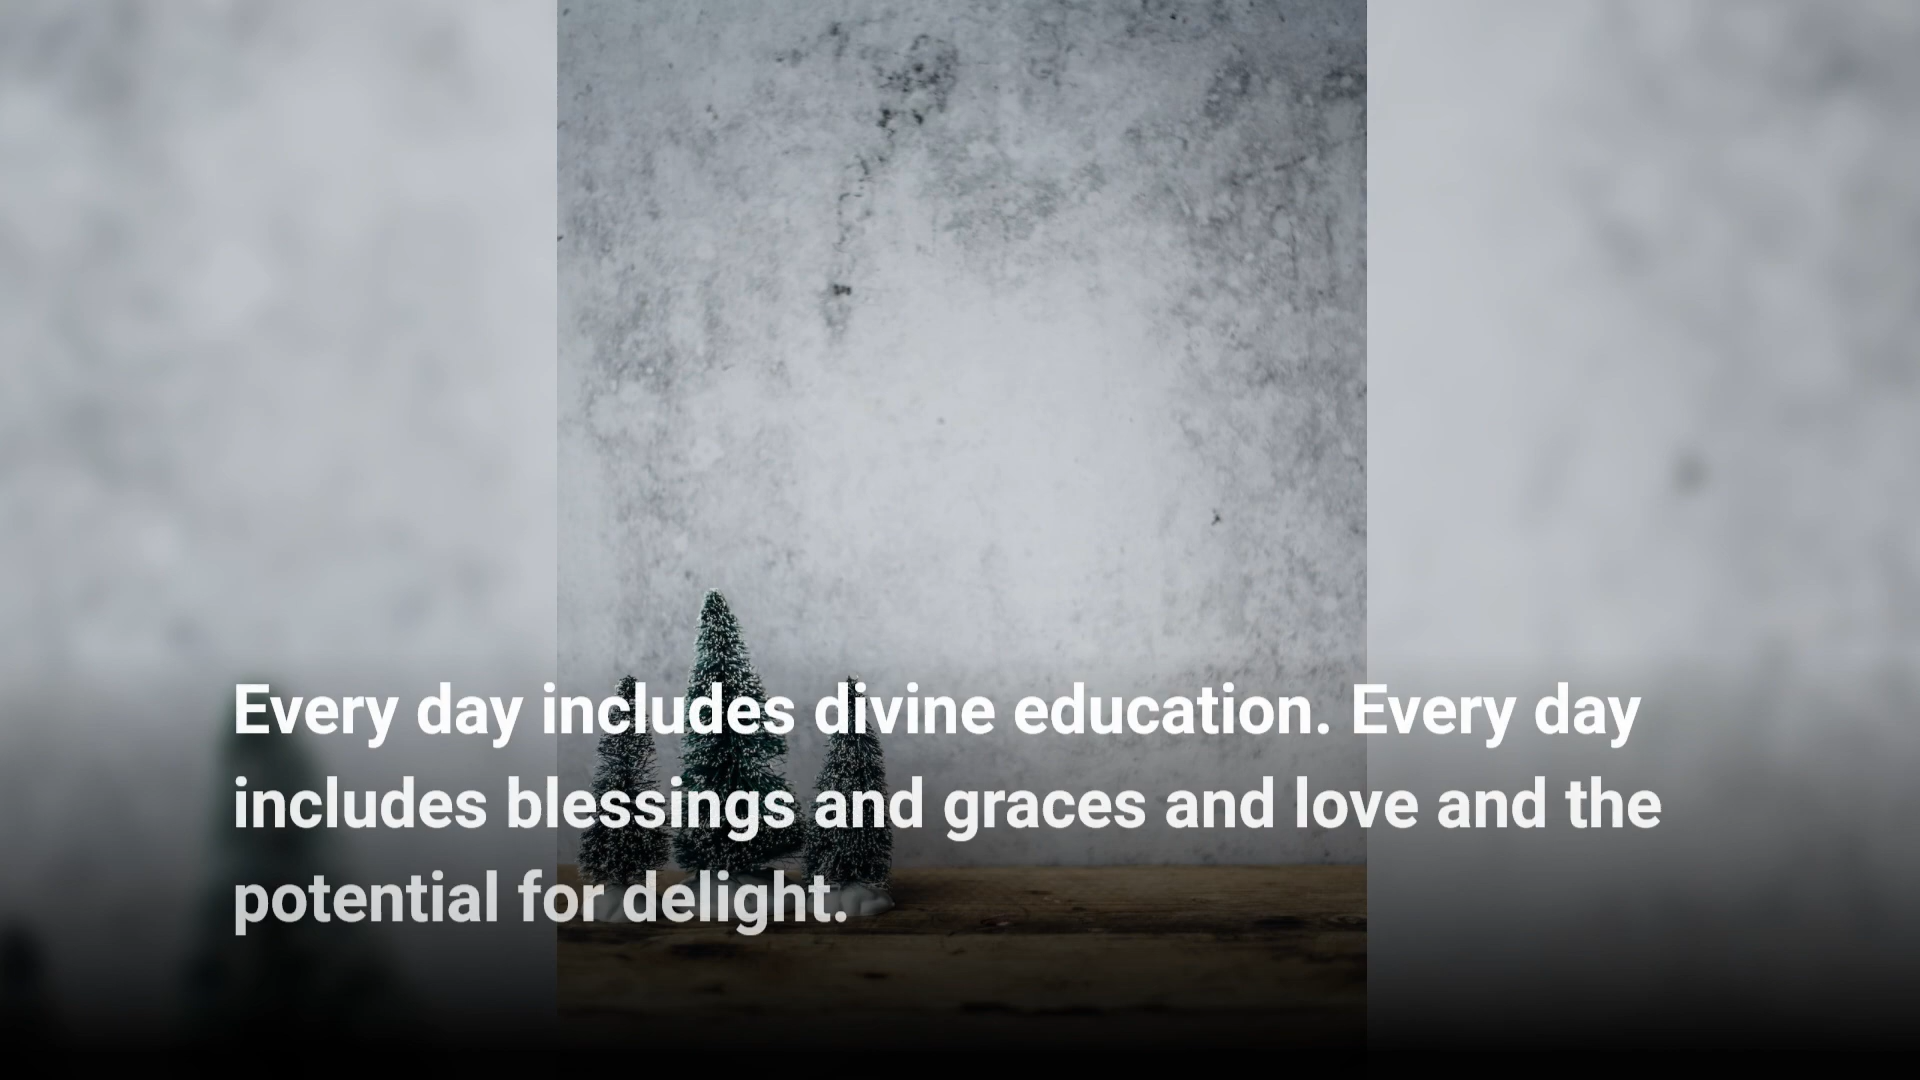 Every day includes divine education. Every day
includes blessings and graces and love and the
potential for delight.